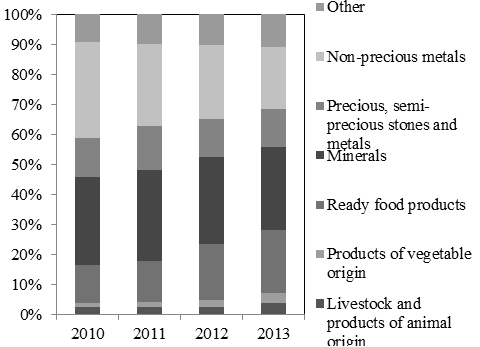 100%
90%
80%
70%
60%
50%
40%
30%
20%
10%
0%
2010 2011 2012 2013
Other
Non-precious metals
Precious, semi-
precious stones and
metals
Minerals
Ready food products
Products of vegetable
origin
Livestock and
products of animal
origin